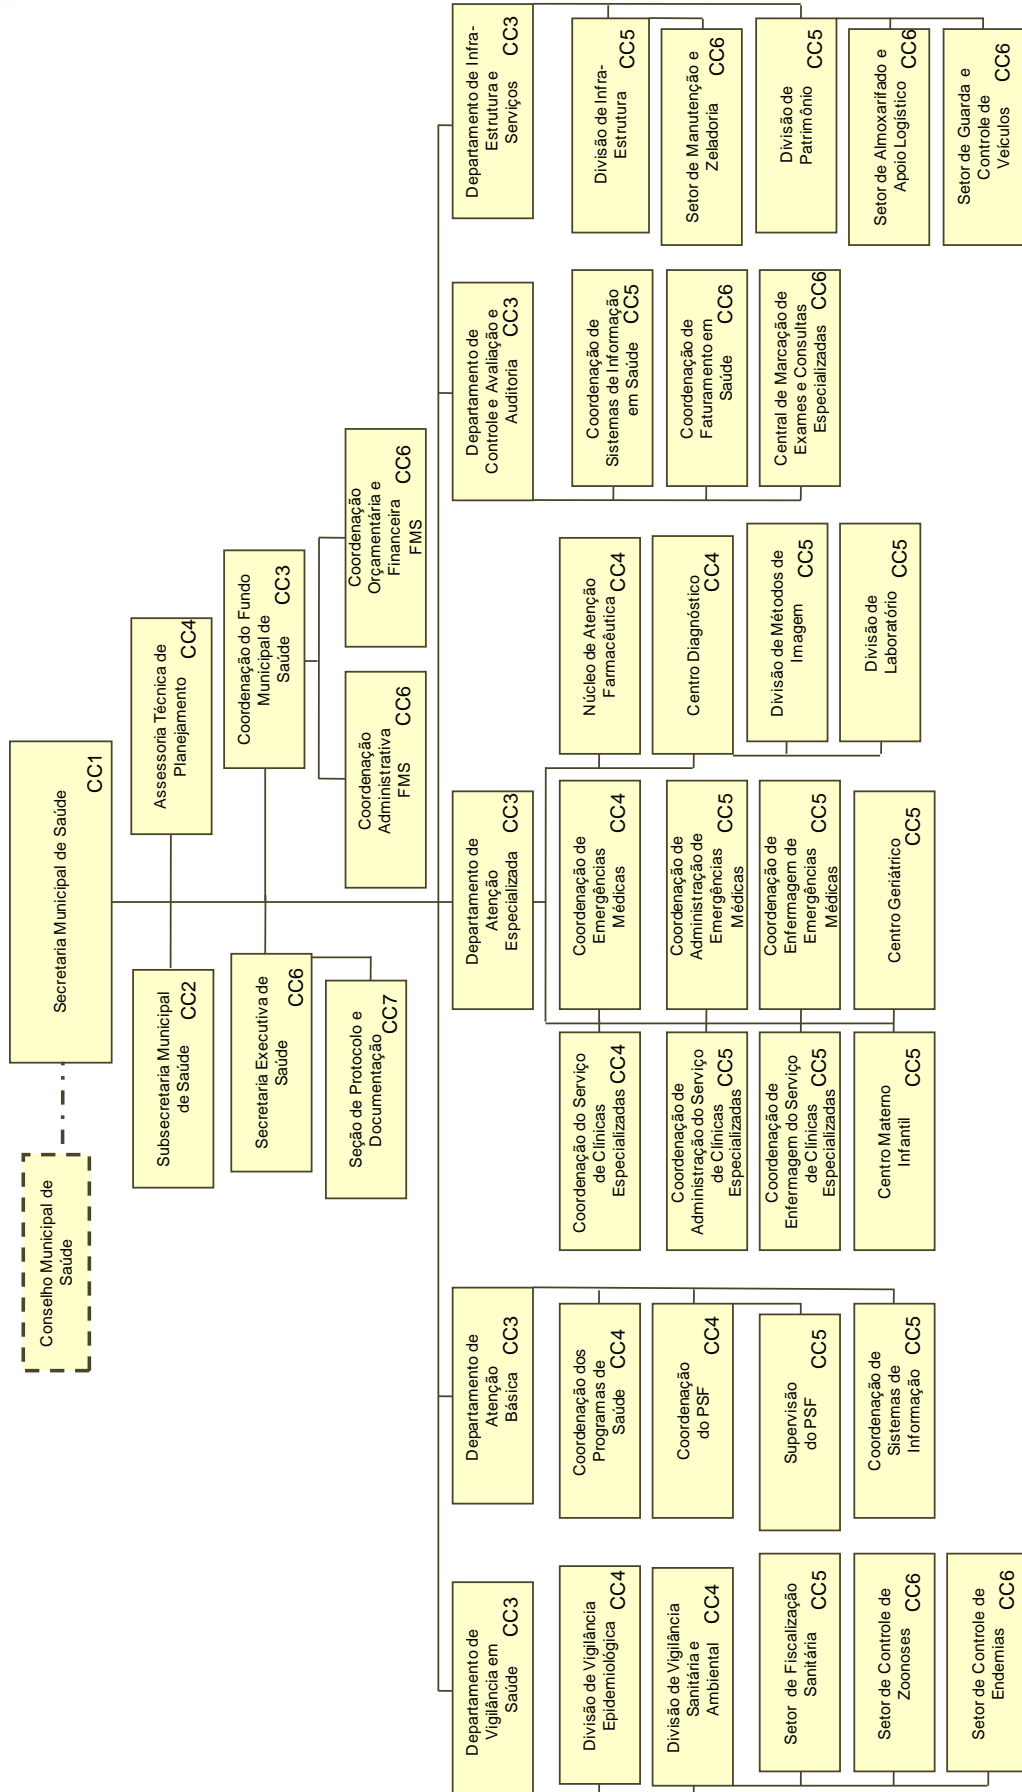 Conselho Municipal de
Saúde
Secretaria Municipal de Saúde
CC1
Subsecretaria Municipal
de Saúde CC2
Assessoria Técnica de
Planejamento CC4
Secretaria Executiva de
Saúde CC6
Coordenação do Fundo
Municipal de
Saúde CC3
Seção de Protocolo e
Documentação CC7
Coordenação
Administrativa CC6
FMS
Coordenação
Orçamentária e
Financeira CC6
FMS
Departamento de
Vigilância em
Saúde CC3
Divisão de Vigilância
Epidemiológica CC4
Divisão de Vigilância
Sanitária e
Ambiental CC4
Setor de Fiscalização
Sanitária CC5
Setor de Controle de
Zoonoses CC6
Setor de Controle de
Endemias CC6
Departamento de
Atenção
Básica CC3
Coordenação dos
Programas de
Saúde CC4
Coordenação
do PSF CC4
Supervisão
do PSF CC5
Coordenação de
Sistemas de
Informação CC5
Departamento de
Atenção
Especializada CC3
Coordenação do Serviço
de Clínicas
Especializadas CC4
Coordenação de
Administração do Serviço
de Clínicas CC5
Especializadas
Coordenação de
Enfermagem do Serviço
de Clínicas CC5
Especializadas
Centro Materno
Infantil CC5
Coordenação de
Emergências
Médicas CC4
Coordenação de
Administração de
Emergências CC5
Médicas
Coordenação de
Enfermagem de
Emergências CC5
Médicas
Centro Geriátrico
CC5
Núcleo de Atenção
Farmacêutica CC4
Centro Diagnóstico
CC4
Divisão de Métodos de
Imagem CC5
Divisão de
Laboratório CC5
Departamento de
Controle e Avaliação e
Auditoria CC3
Coordenação de
Sistemas de Informação
em Saúde CC5
Coordenação de
Faturamento em
Saúde CC6
Central de Marcação de
Exames e Consultas
Especializadas CC6
Departamento de Infra-
Estrutura e
Serviços CC3
Divisão de Infra-
Estrutura CC5
Setor de Manutenção e
Zeladoria CC6
Divisão de
Patrimônio CC5
Setor de Almoxarifado e
Apoio Logístico CC6
Setor de Guarda e
Controle de
Veículos CC6